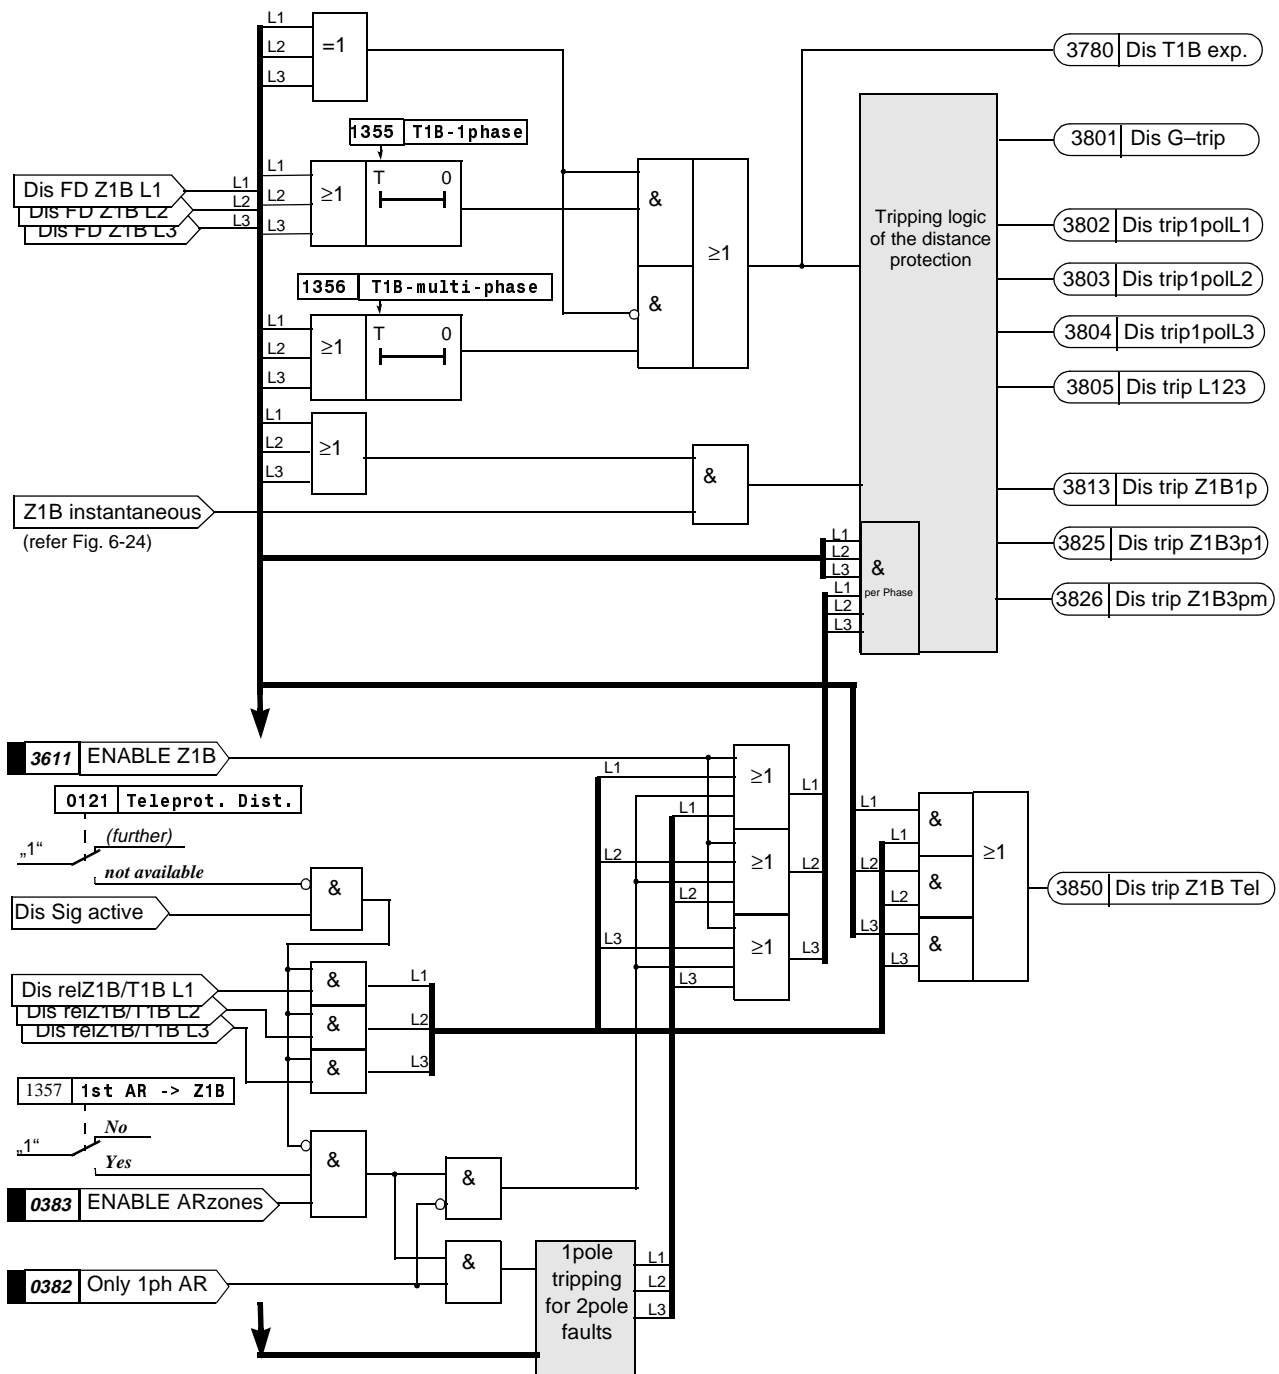 L1
L2
L3
=1
3780 Dis T1B exp.
1355 T1B-1phase
L1
L2
L3
≥1
T 0
3801 Dis G–trip
Dis FD Z1B L1
Dis FD Z1B L2
Dis FD Z1B L3
L1
L2
L3
&
&
≥1
Tripping logic
of the distance
protection
3802 Dis trip1polL1
3803 Dis trip1polL2
3804 Dis trip1polL3
3805 Dis trip L123
1356 T1B-multi-phase
L1
L2
L3
≥1
T 0
L1
L2
L3
≥1
&
3813 Dis trip Z1B1p
3825 Dis trip Z1B3p1
3826 Dis trip Z1B3pm
Z1B instantaneous
(refer Fig. 6-24)
L1
L2
L3
&
per Phase
L1
L2
L3
3611 ENABLE Z1B
0121 Teleprot. Dist.
„1“
(further)
not available
&
Dis Sig active
L1
≥1
L1
L1
L2
≥1
L2
L2
L3
≥1
L3
L3
L1
L1
&
L2
L2
&
L3
L3
&
≥1
3850 Dis trip Z1B Tel
Dis relZ1B/T1B L1
Dis relZ1B/T1B L2
Dis relZ1B/T1B L3
&
L1
&
L2
&
L3
1357 1st AR -> Z1B
„1“
No
Yes
&
&
0383 ENABLE ARzones
&
0382 Only 1ph AR
1pole
tripping
for 2pole
faults
L1
L2
L3